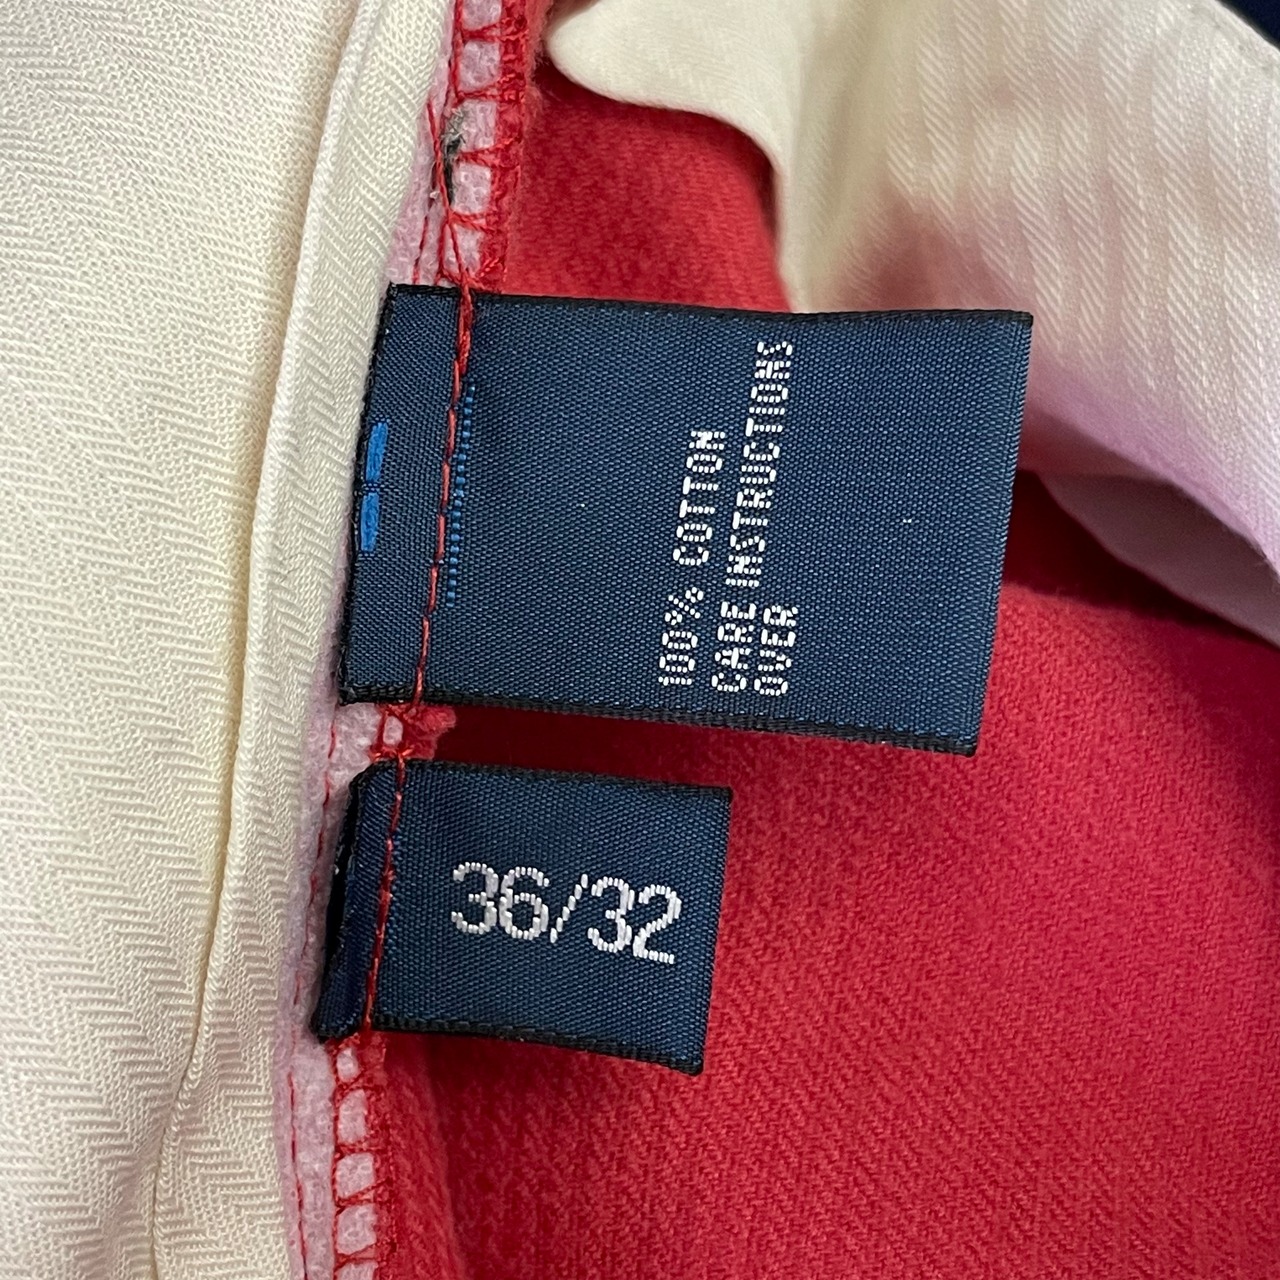 100% COTTON
CARE INSTRUCTIONS
OVER
36/32